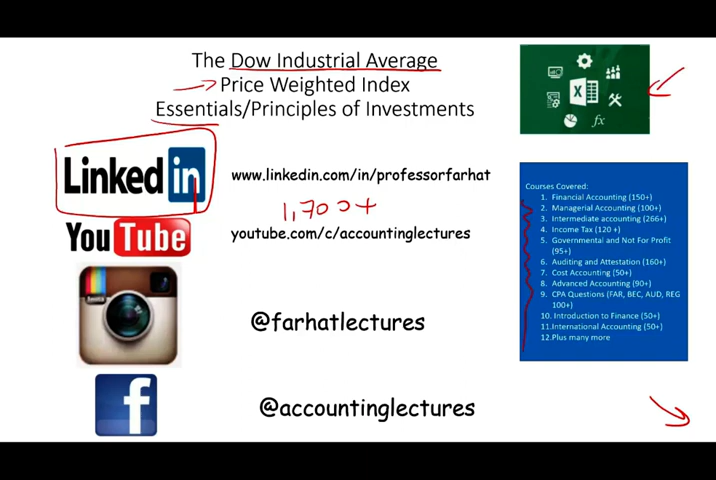 The Dow Industrial Average
Price Weighted Index
Essentials/Principles of Investments
Linkedin
www.linkedin.com/in/professorfarhat
1,700+
YouTube
youtube.com/c/accountinglectures
@farhatlectures
f
@accountinglectures
X
fx
Courses Covered:
1. Financial Accounting (150+)
2. Managerial Accounting (100+)
3. Intermediate accounting (266+)
4. Income Tax (120 +)
5. Governmental and Not For Profit
(95+)
6. Auditing and Attestation (160+)
7. Cost Accounting (50+)
8. Advanced Accounting (90+)
9. CPA Questions (FAR, BEC, AUD, REG
100+)
10. Introduction to Finance (50+)
11.International Accounting (50+)
12.Plus many more